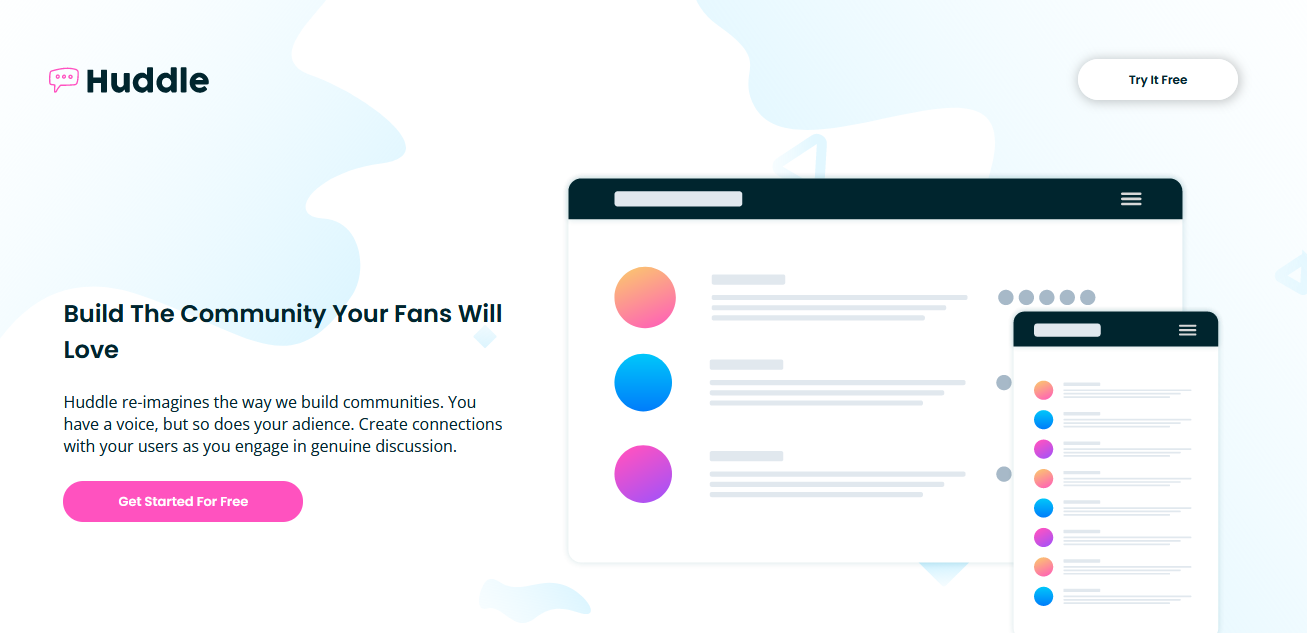 Huddle
Try It Free
Build The Community Your Fans Will
Love
Huddle re-imagines the way we build communities. You
have a voice, but so does your adience. Create connections
with your users as you engage in genuine discussion.
Get Started For Free